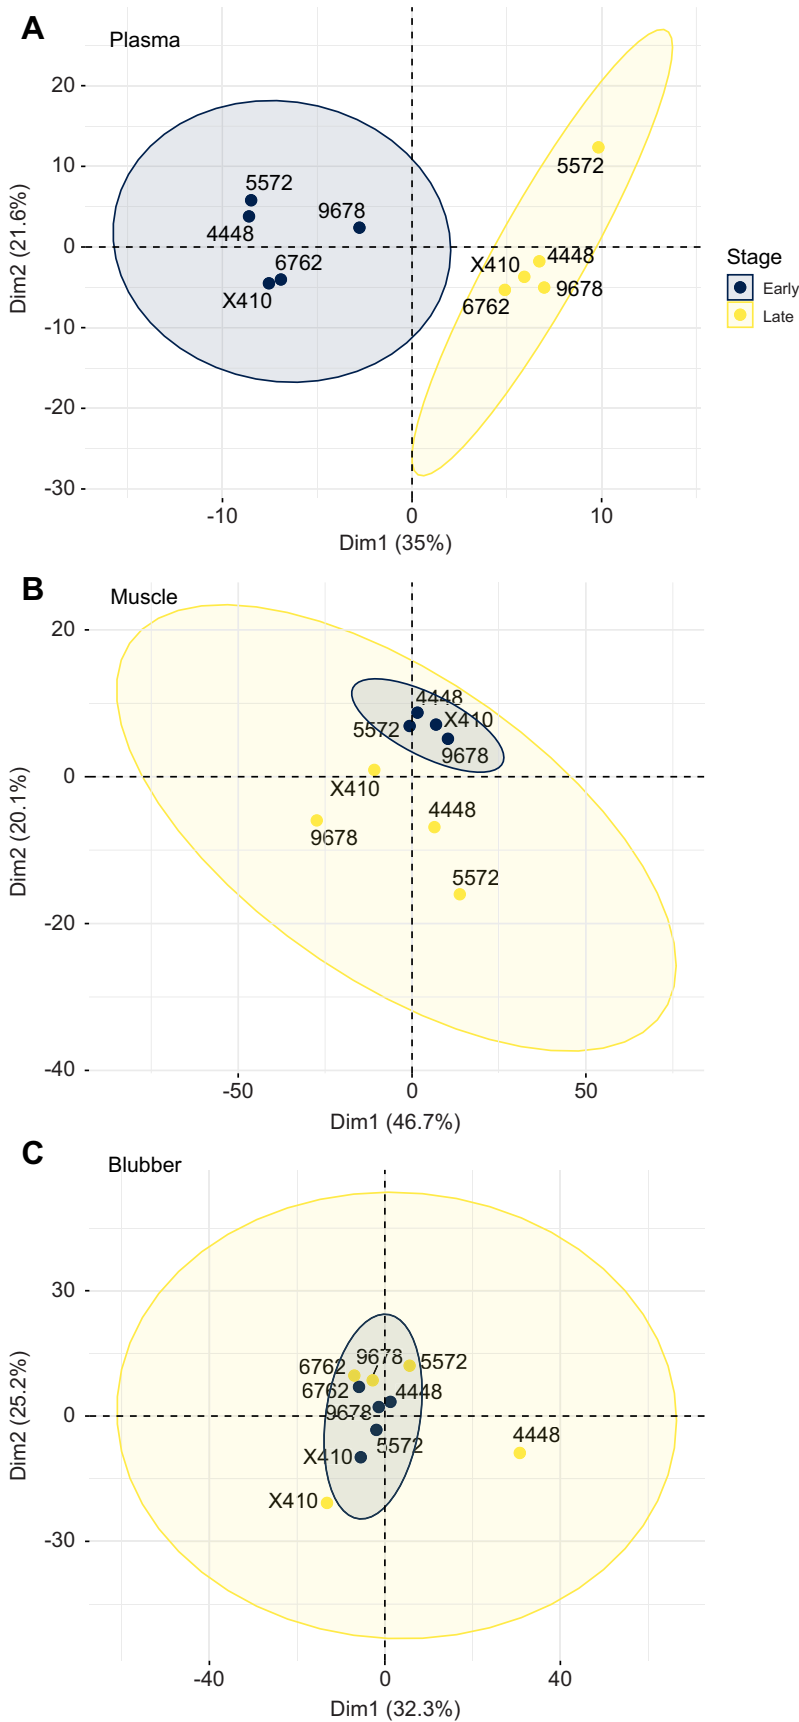 A
Plasma
20
10
0
-10
-20
-30
Dim2 (21.6%)
5572
4448
9678
6762
X410
5572
4448
X410
9678
6762
-10
0
10
Dim1 (35%)
Stage
Early
Late
B
Muscle
20
0
-20
-40
Dim2 (20.1%)
4448
X410
5572
9678
X410
4448
9678
5572
-50
0
50
Dim1 (46.7%)
C
Blubber
30
0
-30
Dim2 (25.2%)
9678
5572
6762
6762
4448
9678
5572
4448
X410
X410
-40
0
40
Dim1 (32.3%)